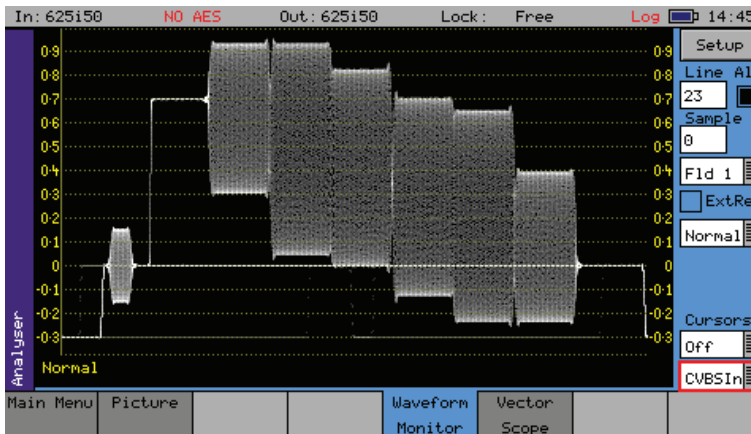 In: 625i50 NO AES Out: 625i50 Lock: Free Log 14:45
0·9 0·9
0·8 0·8
0·7 0·7
0·6 0·6
0·5 0·5
0·4 0·4
0·3 0·3
0·2 0·2
0·1 0·1
0 0
-0·1 -0·1
-0·2 -0·2
-0·3 -0·3
Normal
Analyser
Setup
Line Al
23
Sample
0
Fld 1
ExtRe
Normal
Cursors
Off
CVBSIn
Main Menu Picture Waveform Monitor Vector Scope